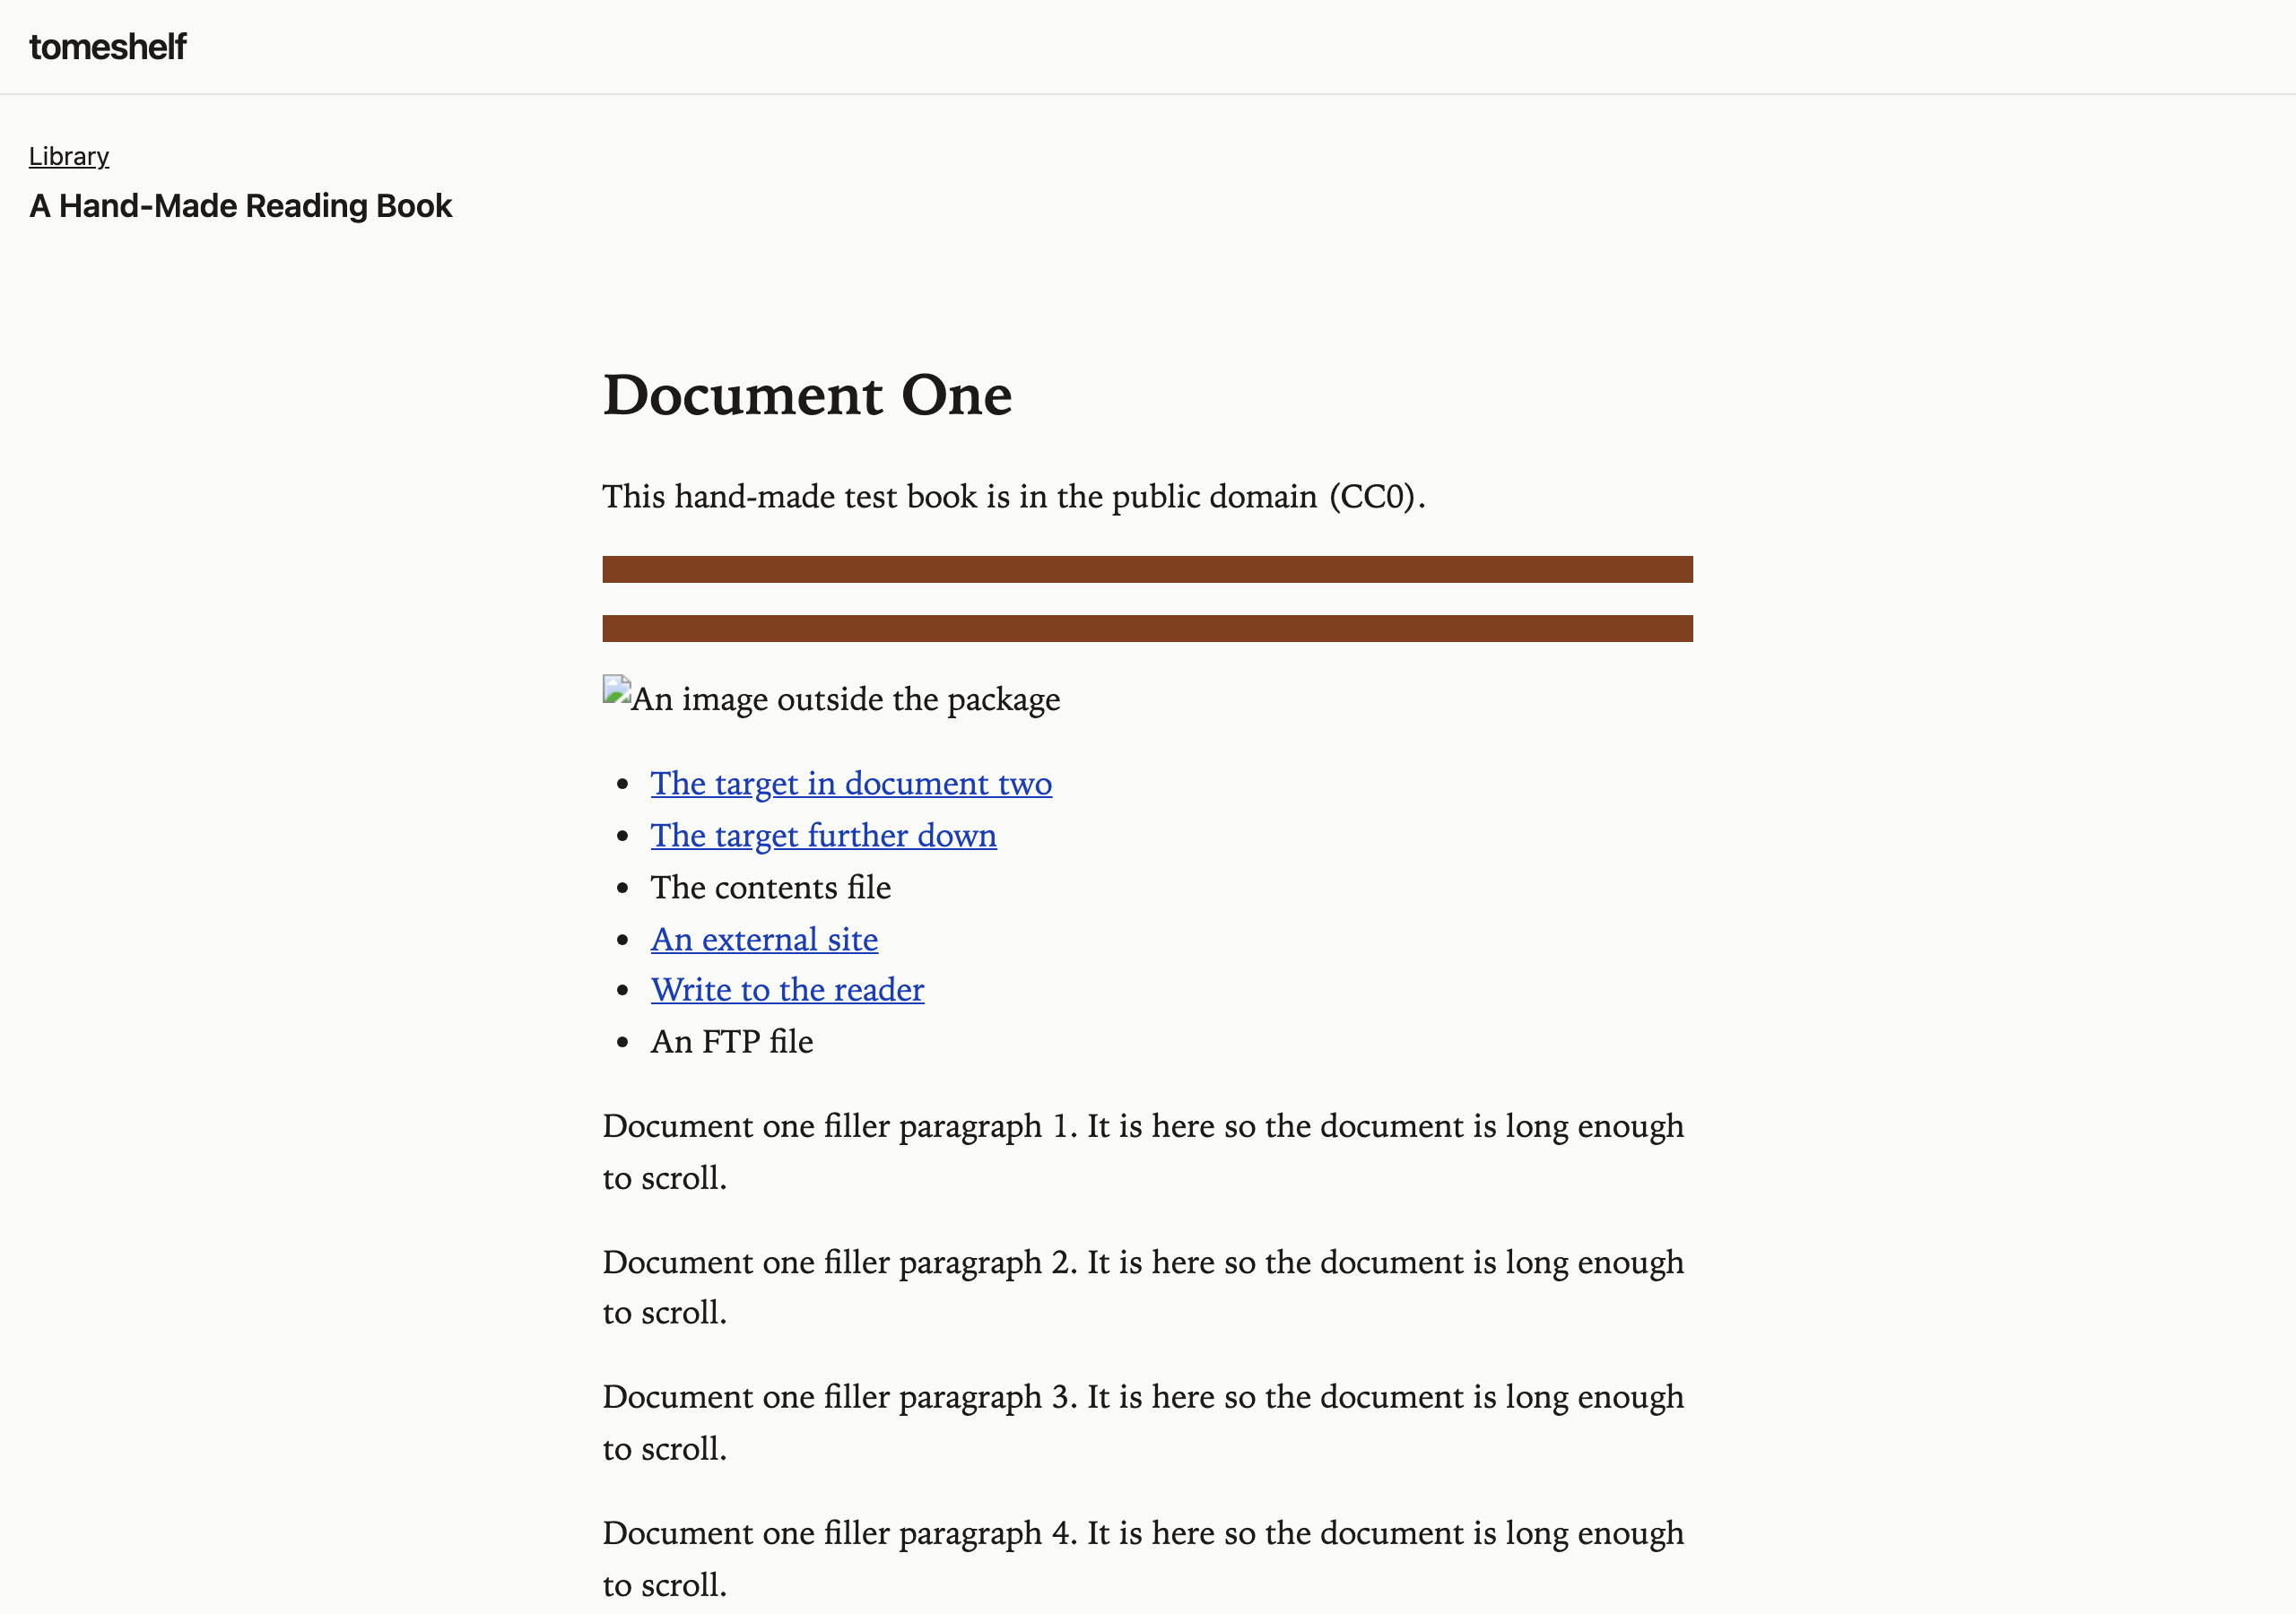 tomeshelf
Library
A Hand-Made Reading Book
Document One
This hand-made test book is in the public domain (CC0).
An image outside the package
The target in document two
The target further down
The contents file
An external site
Write to the reader
An FTP file
Document one filler paragraph 1. It is here so the document is long enough
to scroll.
Document one filler paragraph 2. It is here so the document is long enough
to scroll.
Document one filler paragraph 3. It is here so the document is long enough
to scroll.
Document one filler paragraph 4. It is here so the document is long enough
to scroll.